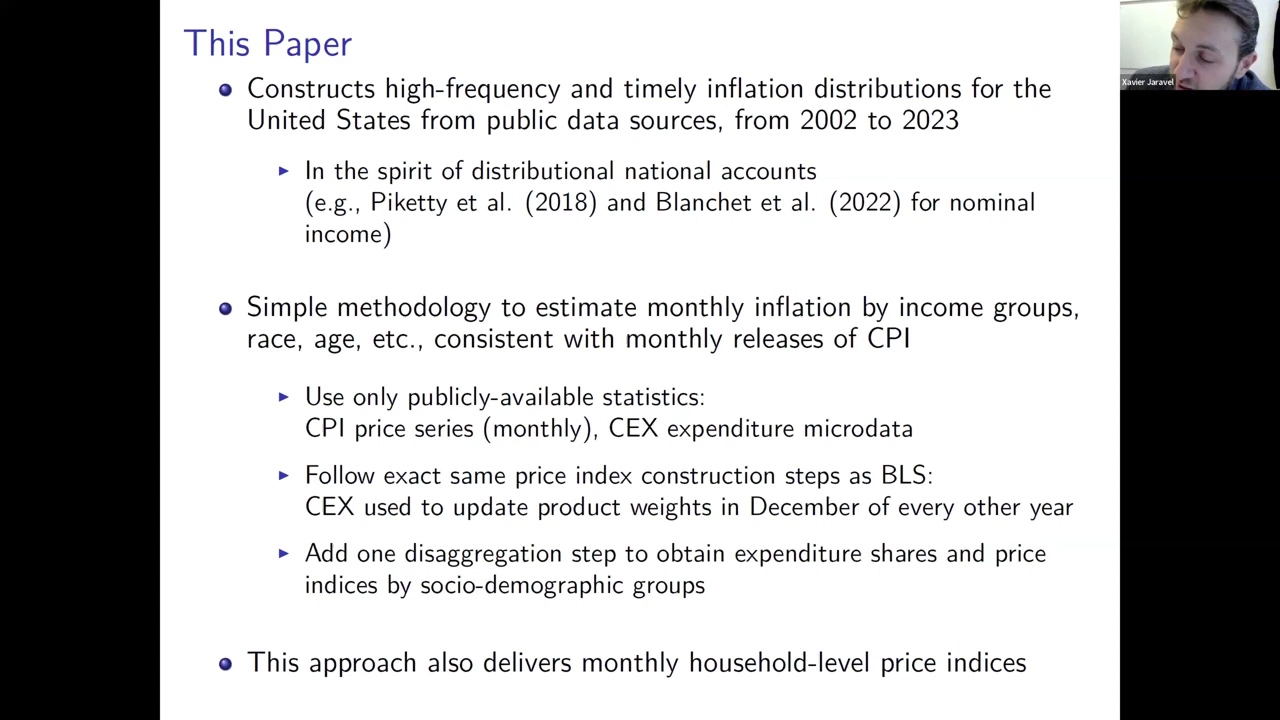 This Paper
Constructs high-frequency and timely inflation distributions for the
United States from public data sources, from 2002 to 2023
In the spirit of distributional national accounts
(e.g., Piketty et al. (2018) and Blanchet et al. (2022) for nominal
income)
Simple methodology to estimate monthly inflation by income groups,
race, age, etc., consistent with monthly releases of CPI
Use only publicly-available statistics:
CPI price series (monthly), CEX expenditure microdata
Follow exact same price index construction steps as BLS:
CEX used to update product weights in December of every other year
Add one disaggregation step to obtain expenditure shares and price
indices by socio-demographic groups
This approach also delivers monthly household-level price indices
Xavier Jaravel